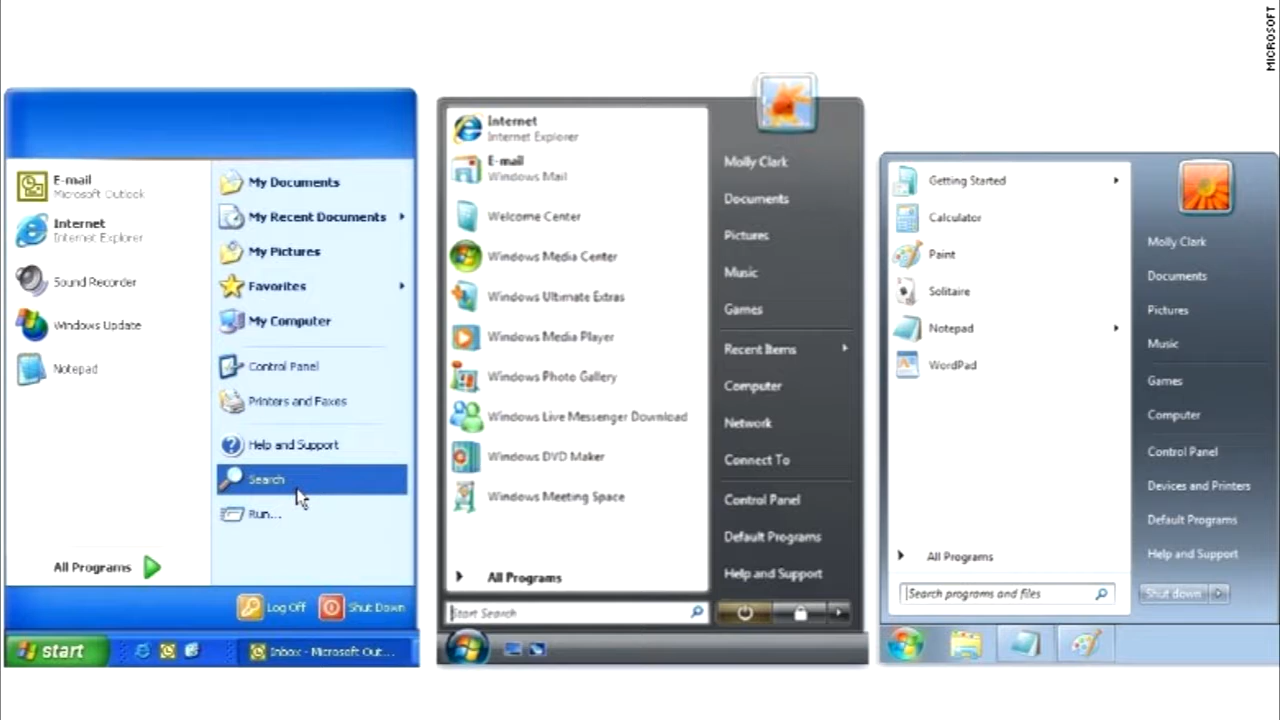 MICROSOFT
E-mail
Microsoft Outlook
Internet
Internet Explorer
Sound Recorder
Windows Update
Notepad
All Programs
My Documents
My Recent Documents
My Pictures
Favorites
My Computer
Control Panel
Printers and Faxes
Help and Support
Search
Run...
Log Off
Shut Down
start
Inbox - Microsoft Out...
Internet
Internet Explorer
E-mail
Windows Mail
Welcome Center
Windows Media Center
Windows Ultimate Extras
Windows Media Player
Windows Photo Gallery
Windows Live Messenger Download
Windows DVD Maker
Windows Meeting Space
All Programs
Start Search
Molly Clark
Documents
Pictures
Music
Games
Recent Items
Computer
Network
Connect To
Control Panel
Default Programs
Help and Support
Getting Started
Calculator
Paint
Solitaire
Notepad
WordPad
All Programs
Search programs and files
Molly Clark
Documents
Pictures
Music
Games
Computer
Control Panel
Devices and Printers
Default Programs
Help and Support
Shut down